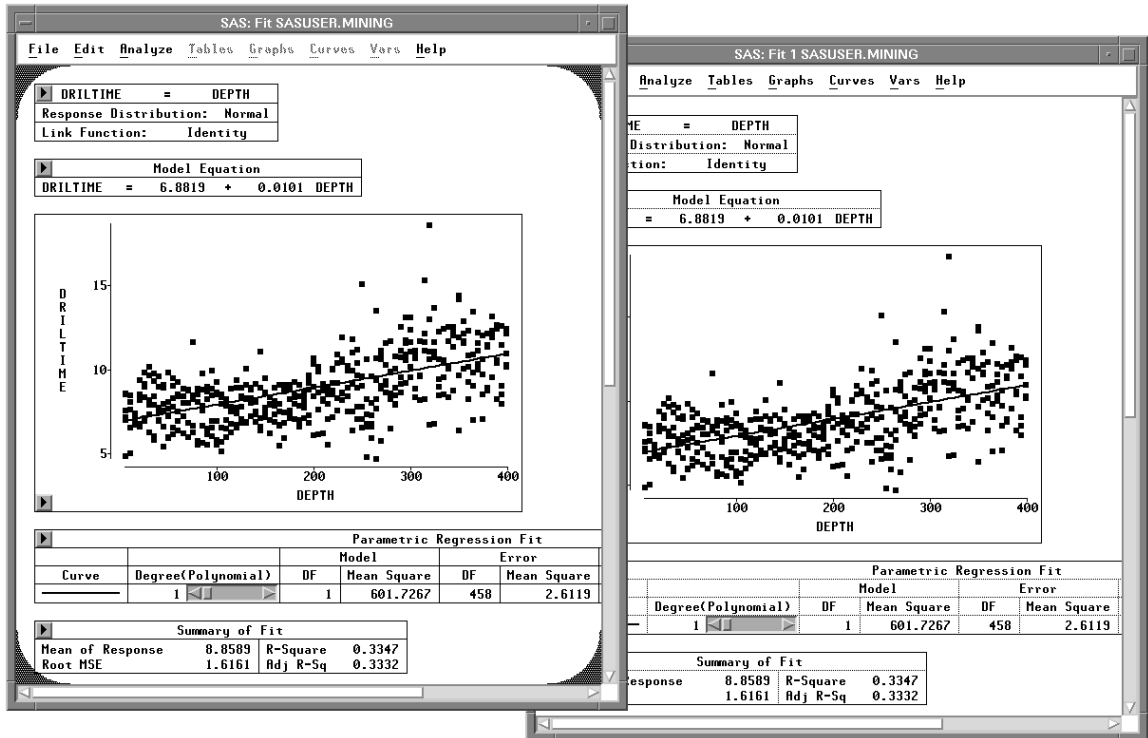 SAS: Fit SASUSER.MINING
File Edit Analyze Tables Graphs Curves Vars Help
DRILTIME = DEPTH
Response Distribution: Normal
Link Function: Identity
Model Equation
DRILTIME = 6.8819 + 0.0101 DEPTH
15
10
5
DRILTIME
100 200 300 400
DEPTH
Parametric Regression Fit
Model Error
Curve Degree(Polynomial) DF Mean Square DF Mean Square
1 1 601.7267 458 2.6119
Summary of Fit
Mean of Response 8.8589 R-Square 0.3347
Root MSE 1.6161 Adj R-Sq 0.3332
SAS: Fit 1 SASUSER.MINING
Analyze Tables Graphs Curves Vars Help
ME = DEPTH
Distribution: Normal
tion: Identity
Model Equation
= 6.8819 + 0.0101 DEPTH
100 200 300 400
DEPTH
Parametric Regression Fit
Model Error
Degree(Polynomial) DF Mean Square DF Mean Square
1 1 601.7267 458 2.6119
Summary of Fit
esponse 8.8589 R-Square 0.3347
1.6161 Adj R-Sq 0.3332